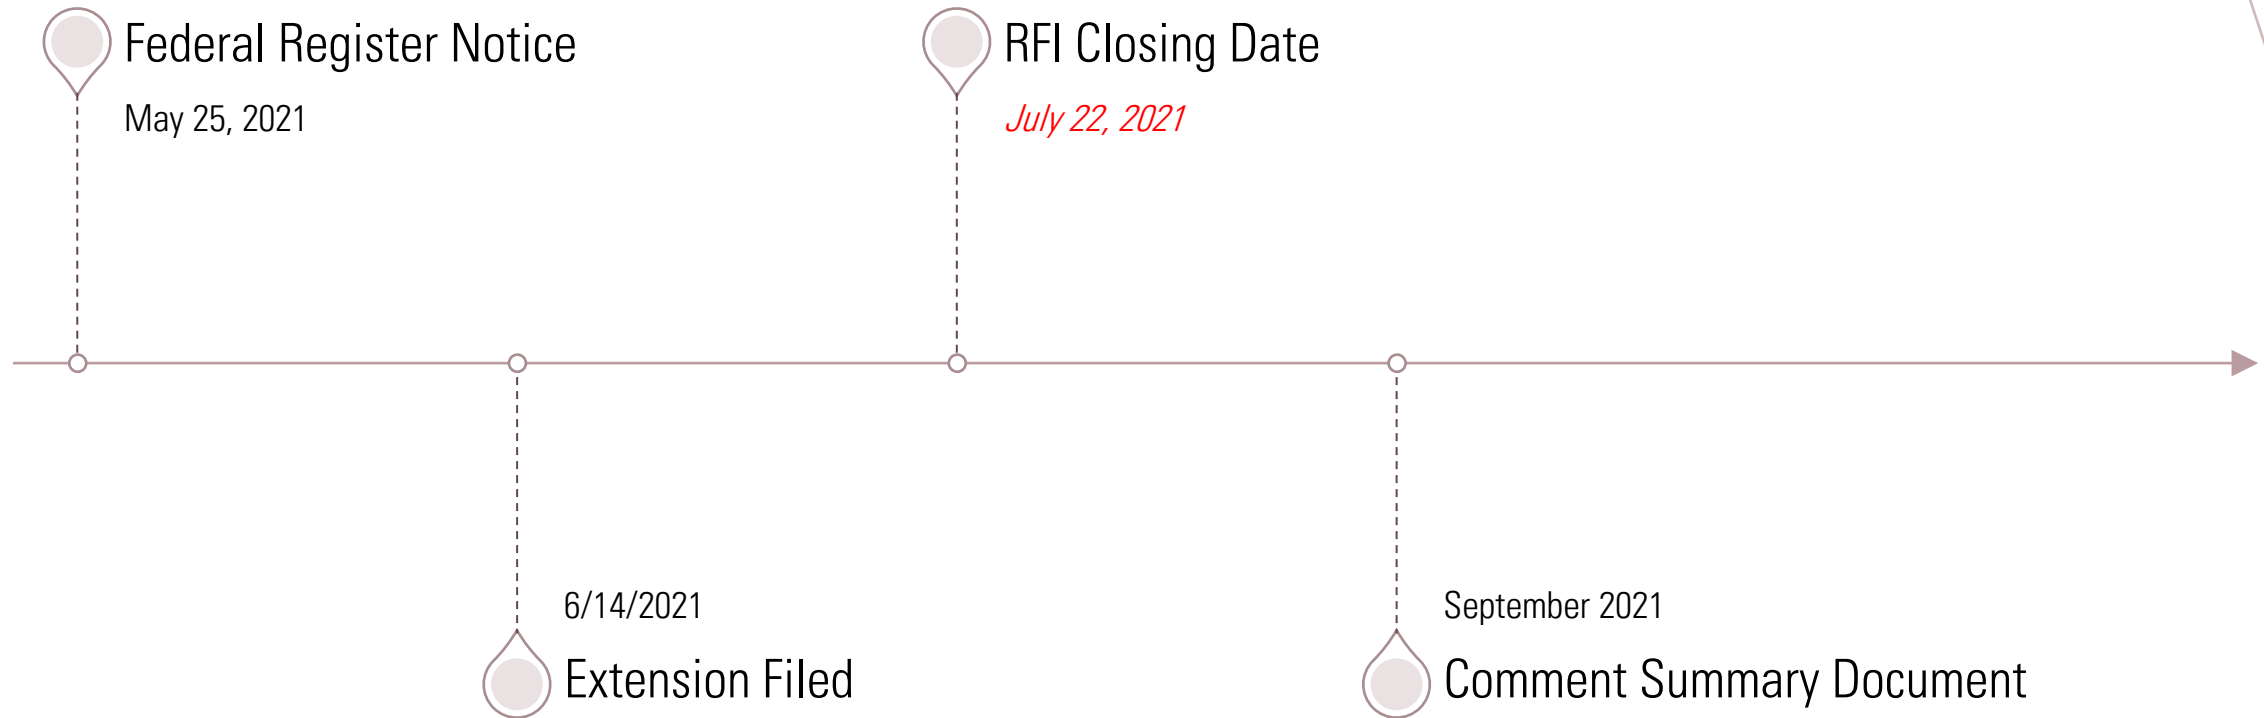 Federal Register Notice
May 25, 2021
RFI Closing Date
July 22, 2021
6/14/2021
Extension Filed
September 2021
Comment Summary Document